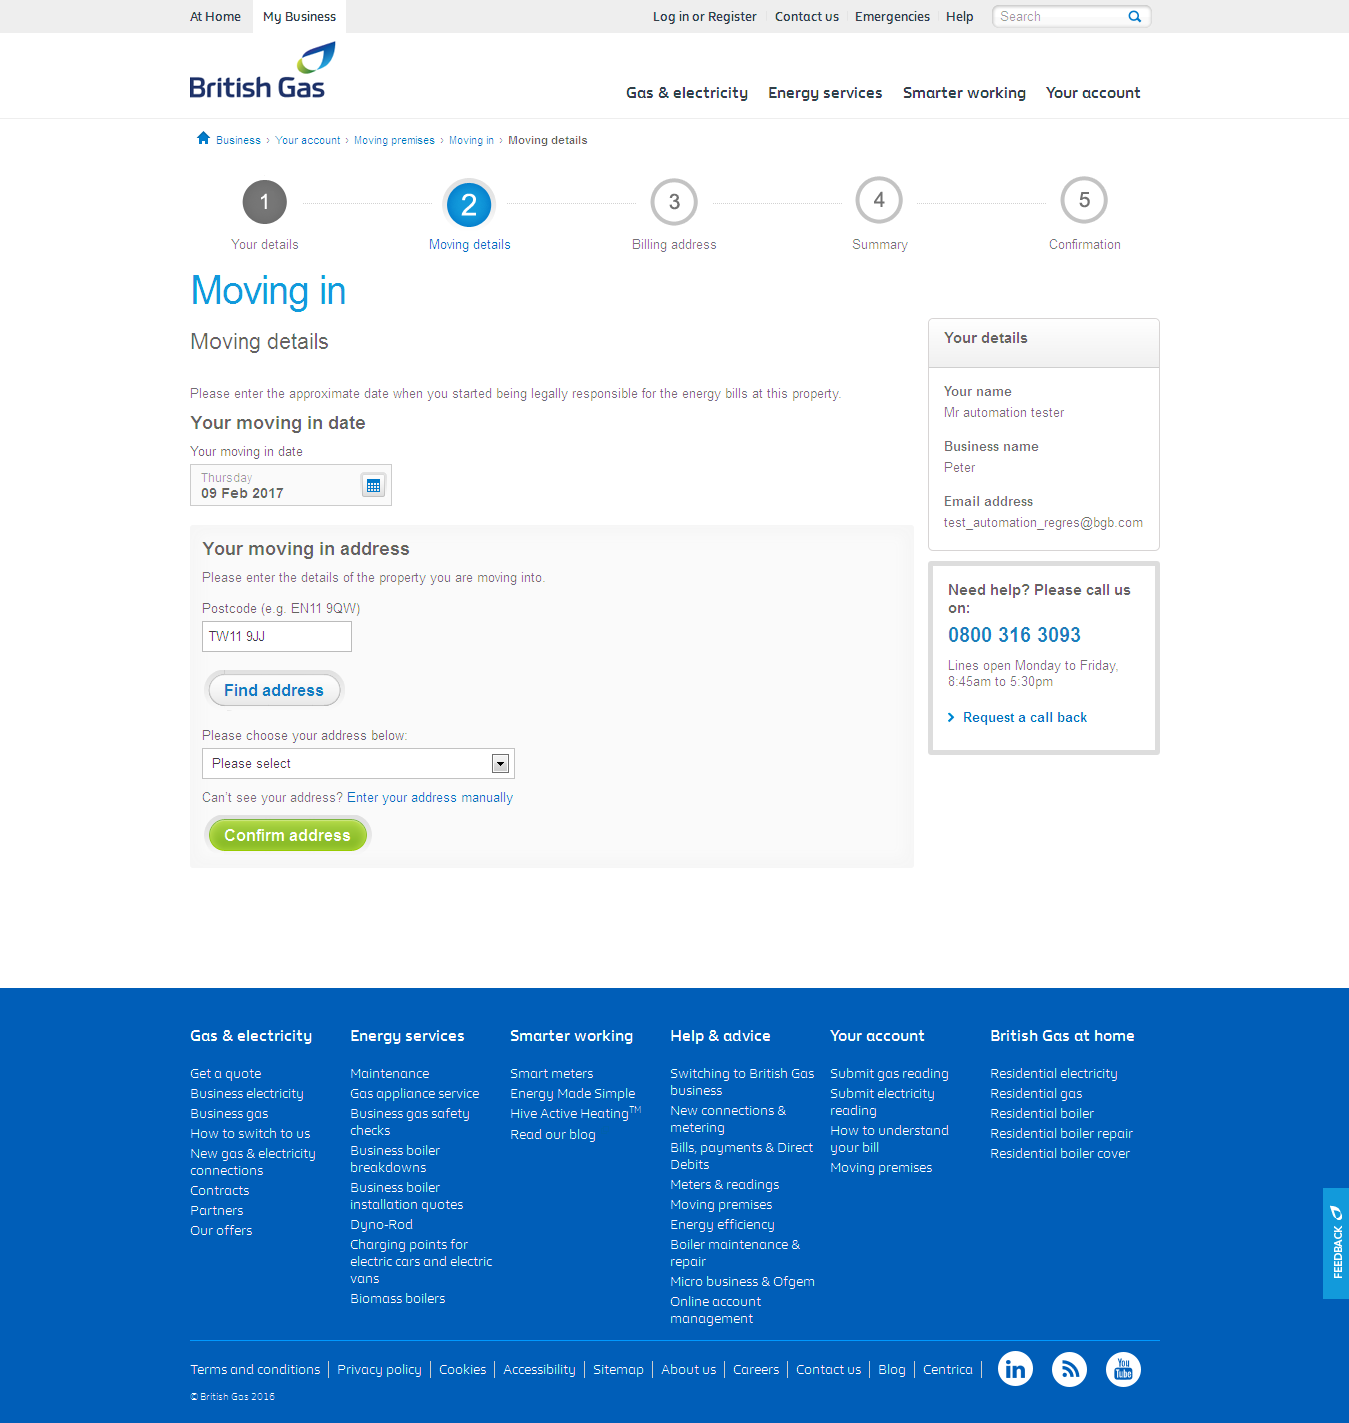 At Home
My Business
Log in or Register
Contact us
Emergencies
Help
Search
British Gas
Gas & electricity
Energy services
Smarter working
Your account
Business › Your account › Moving premises › Moving in › Moving details
1
2
3
4
5
Your details
Moving details
Billing address
Summary
Confirmation
Moving in
Moving details
Please enter the approximate date when you started being legally responsible for the energy bills at this property.
Your moving in date
Your moving in date
Thursday
09 Feb 2017
Your moving in address
Please enter the details of the property you are moving into.
Postcode (e.g. EN11 9QW)
TW11 9JJ
Find address
Please choose your address below:
Please select
Can't see your address? Enter your address manually
Confirm address
Your details
Your name
Mr automation tester
Business name
Peter
Email address
test_automation_regres@bgb.com
Need help? Please call us
on:
0800 316 3093
Lines open Monday to Friday,
8:45am to 5:30pm
Request a call back
Gas & electricity
Get a quote
Business electricity
Business gas
How to switch to us
New gas & electricity
connections
Contracts
Partners
Our offers
Energy services
Maintenance
Gas appliance service
Business gas safety
checks
Business boiler
breakdowns
Business boiler
installation quotes
Dyno-Rod
Charging points for
electric cars and electric
vans
Biomass boilers
Smarter working
Smart meters
Energy Made Simple
Hive Active Heating™
Read our blog
Help & advice
Switching to British Gas
business
New connections &
metering
Bills, payments & Direct
Debits
Meters & readings
Moving premises
Energy efficiency
Boiler maintenance &
repair
Micro business & Ofgem
Online account
management
Your account
Submit gas reading
Submit electricity
reading
How to understand
your bill
Moving premises
British Gas at home
Residential electricity
Residential gas
Residential boiler
Residential boiler repair
Residential boiler cover
FEEDBACK
Terms and conditions | Privacy policy | Cookies | Accessibility | Sitemap | About us | Careers | Contact us | Blog | Centrica |
in
You
Tube
© British Gas 2016